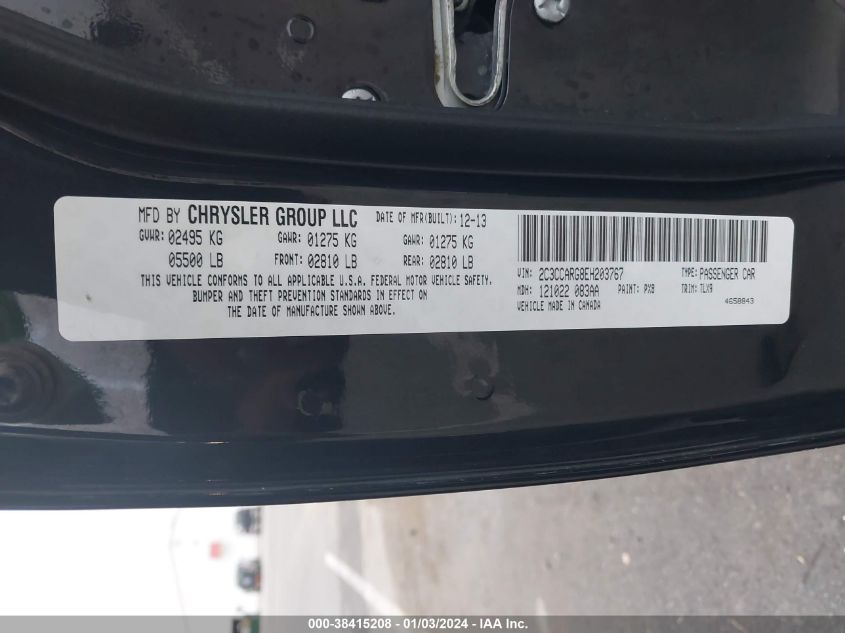 MFD BY CHRYSLER GROUP LLC DATE OF MFR(BUILT): 12-13
GVWR: 02495 KG GAWR: 01275 KG GAWR: 01275 KG
05500 LB FRONT: 02810 LB REAR: 02810 LB
THIS VEHICLE CONFORMS TO ALL APPLICABLE U.S.A. FEDERAL MOTOR VEHICLE SAFETY,
BUMPER AND THEFT PREVENTION STANDARDS IN EFFECT ON
THE DATE OF MANUFACTURE SHOWN ABOVE.
VIN: 2C3CCARG8EH203767 TYPE: PASSENGER CAR
MDH: 121022 083AA PAINT: PX8 TRIM: TLX9
VEHICLE MADE IN CANADA 4658843
000-38415208 - 01/03/2024 - IAA Inc.